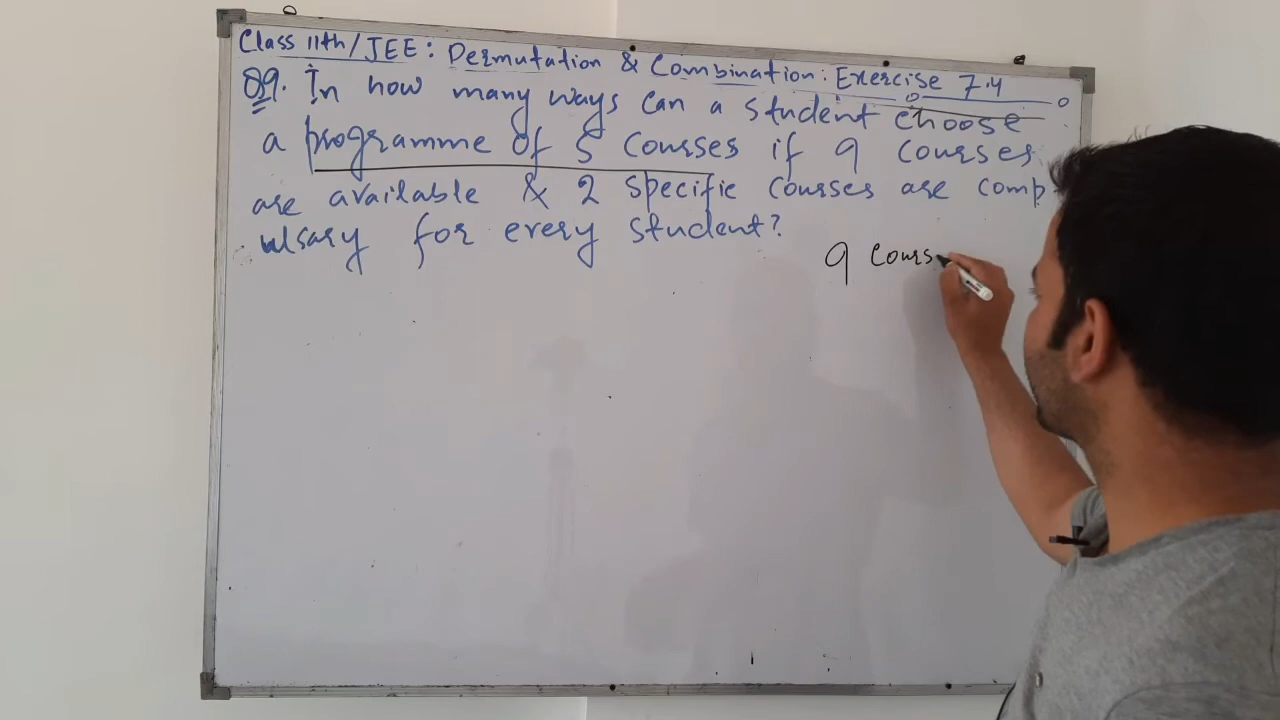 Class 11th/JEE: Permutation & Combination: Exercise 7.4
Q9. In how many ways can a student choose
a programme of 5 courses if 9 courses
are available & 2 specific courses are comp
ulsary for every student?
9 Cours